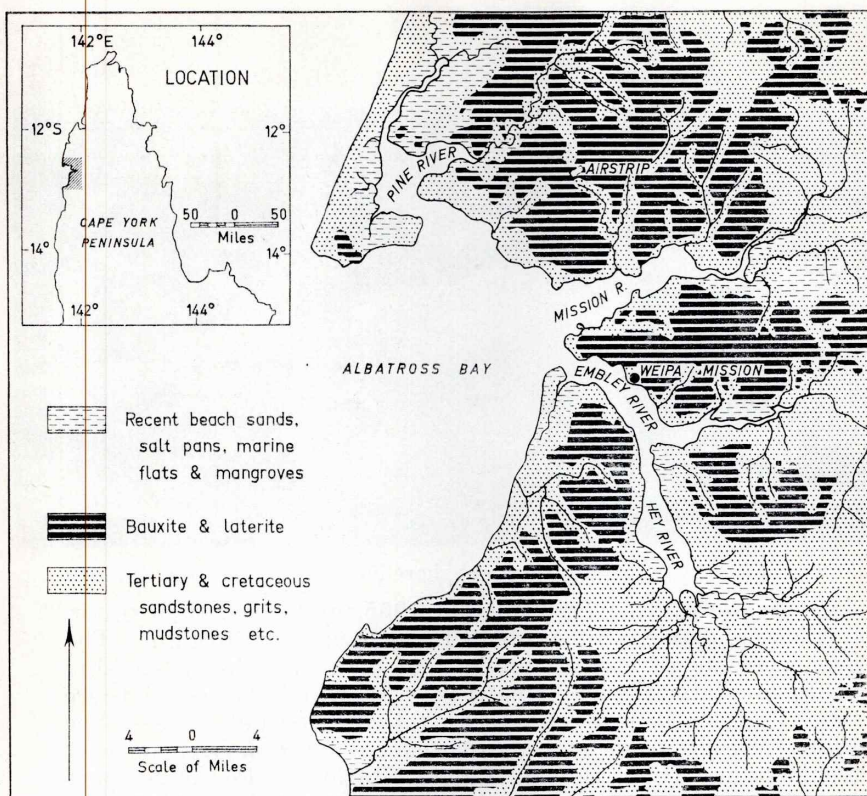 142°E
144°
LOCATION
12°S
12°
CAPE YORK
PENINSULA
50 0 50
Miles
14°
14°
142°
144°
PINE RIVER
AIRSTRIP
MISSION R.
ALBATROSS BAY
EMBLEY RIVER
WEIPA MISSION
HEY RIVER
Recent beach sands,
salt pans, marine
flats & mangroves
Bauxite & laterite
Tertiary & cretaceous
sandstones, grits,
mudstones etc.
4 0 4
Scale of Miles